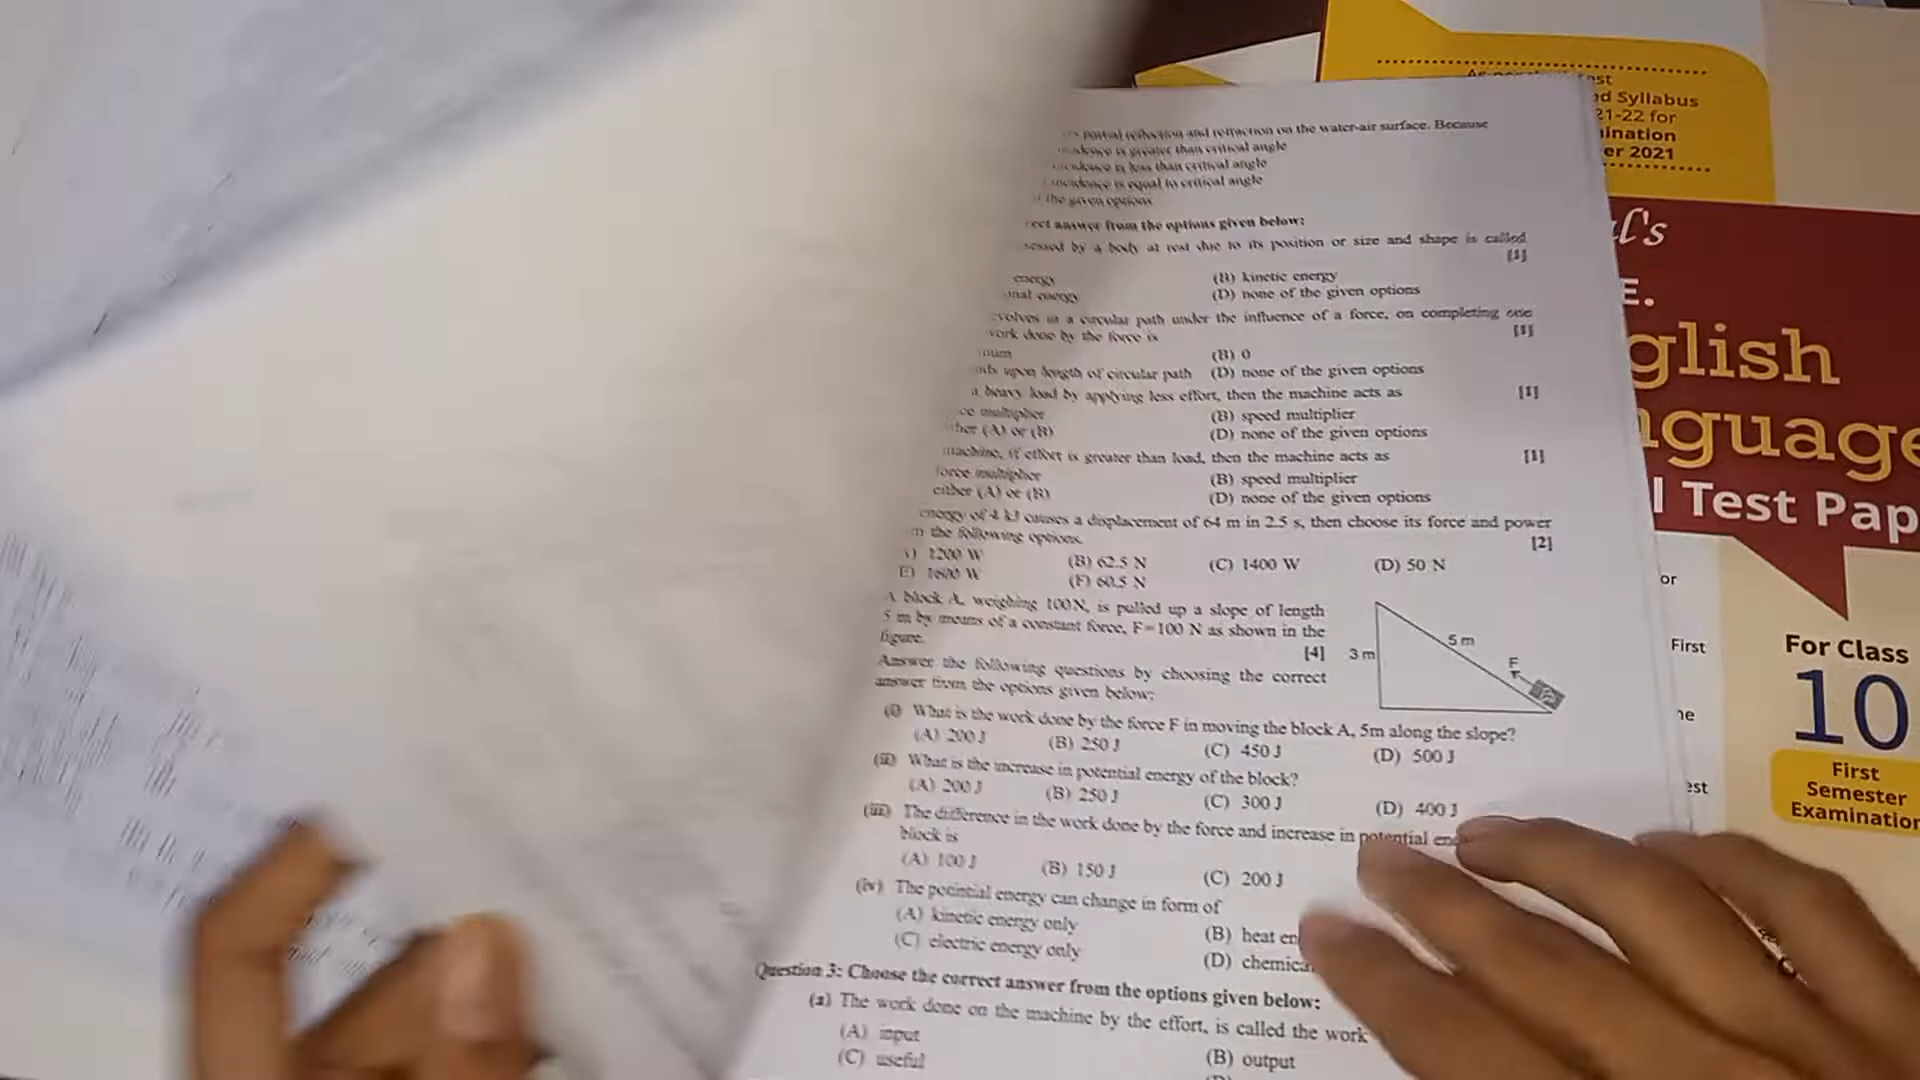 on the water-air surface. Because
is greater than critical angle
is less than critical angle
is equal to critical angle
the given options
answer from the options given below:
by a body at rest due to its position or size and shape is called
[1]
energy
(B) kinetic energy
energy
(D) none of the given options
in a circular path under the influence of a force, on completing one
work done by the force is
[1]
(B) 0
upon length of circular path
(D) none of the given options
a heavy load by applying less effort, then the machine acts as
[1]
multiplier
(B) speed multiplier
(A) or (B)
(D) none of the given options
machine, if effort is greater than load, then the machine acts as
[1]
force multiplier
(B) speed multiplier
either (A) or (B)
(D) none of the given options
energy of 4 kJ causes a displacement of 64 m in 2.5 s, then choose its force and power
the following options.
[2]
1200 W
(B) 62.5 N
(C) 1400 W
(D) 50 N
1600 W
(F) 60.5 N
A block A, weighing 100N, is pulled up a slope of length
5 m by means of a constant force, F=100 N as shown in the
figure.
[4]
3 m
5 m
F
Answer the following questions by choosing the correct
answer from the options given below:
(i) What is the work done by the force F in moving the block A, 5m along the slope?
(A) 200 J
(B) 250 J
(C) 450 J
(D) 500 J
(ii) What is the increase in potential energy of the block?
(A) 200 J
(B) 250 J
(C) 300 J
(D) 400 J
(iii) The difference in the work done by the force and increase in potential
block is
(A) 100 J
(B) 150 J
(C) 200 J
(iv) The potintial energy can change in form of
(A) kinetic energy only
(B) heat
(C) electric energy only
(D)
Question 3: Choose the correct answer from the options given below:
(a) The work done on the machine by the effort, is called the work
(A) input
(B) output
(C) useful
Syllabus
21-22 for
2021
E.
Test
For Class
10
First
Semester
Examination
or
First